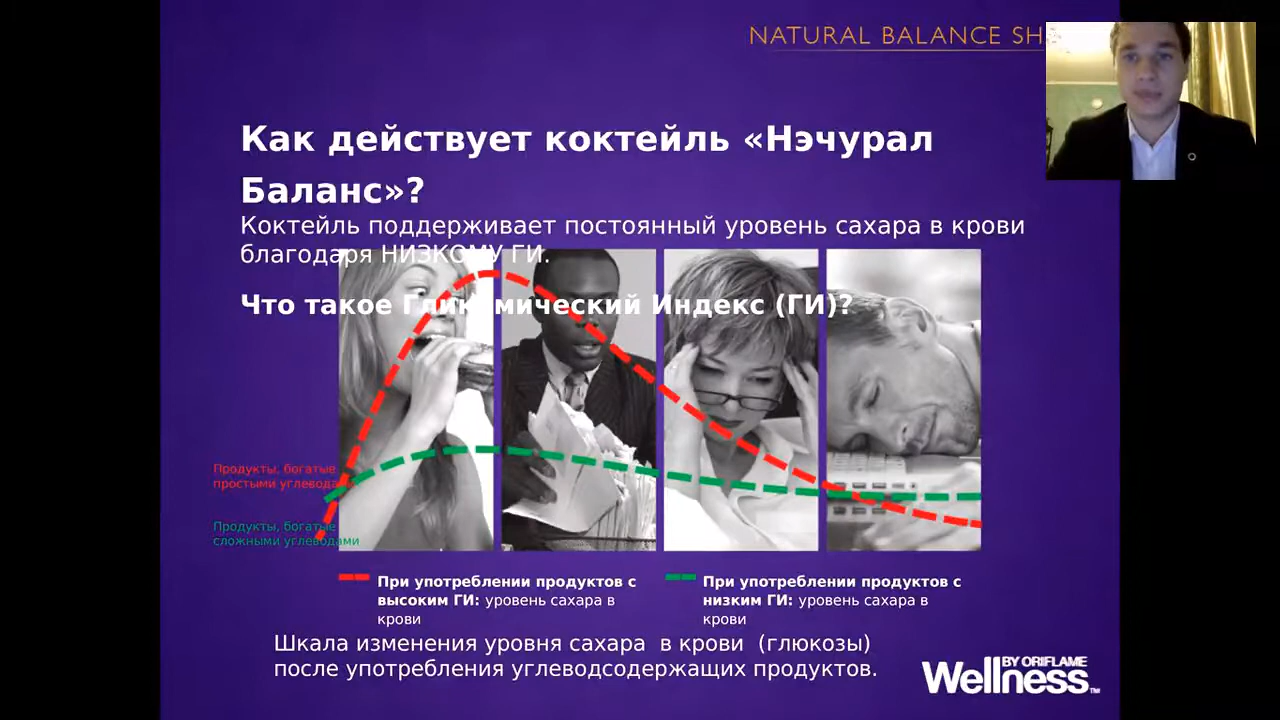 NATURAL BALANCE SH
Как действует коктейль «Нэчурал
Баланс»?
Коктейль поддерживает постоянный уровень сахара в крови
благодаря НИЗКОМУ ГИ.
Что такое Гликемический Индекс (ГИ)?
Продукты, богатые
простыми углевода
Продукты, богатые
сложными углеводами
При употреблении продуктов с
высоким ГИ: уровень сахара в
крови
При употреблении продуктов с
низким ГИ: уровень сахара в
крови
Шкала изменения уровня сахара в крови (глюкозы)
после употребления углеводсодержащих продуктов.
BY ORIFLAME
Wellness™